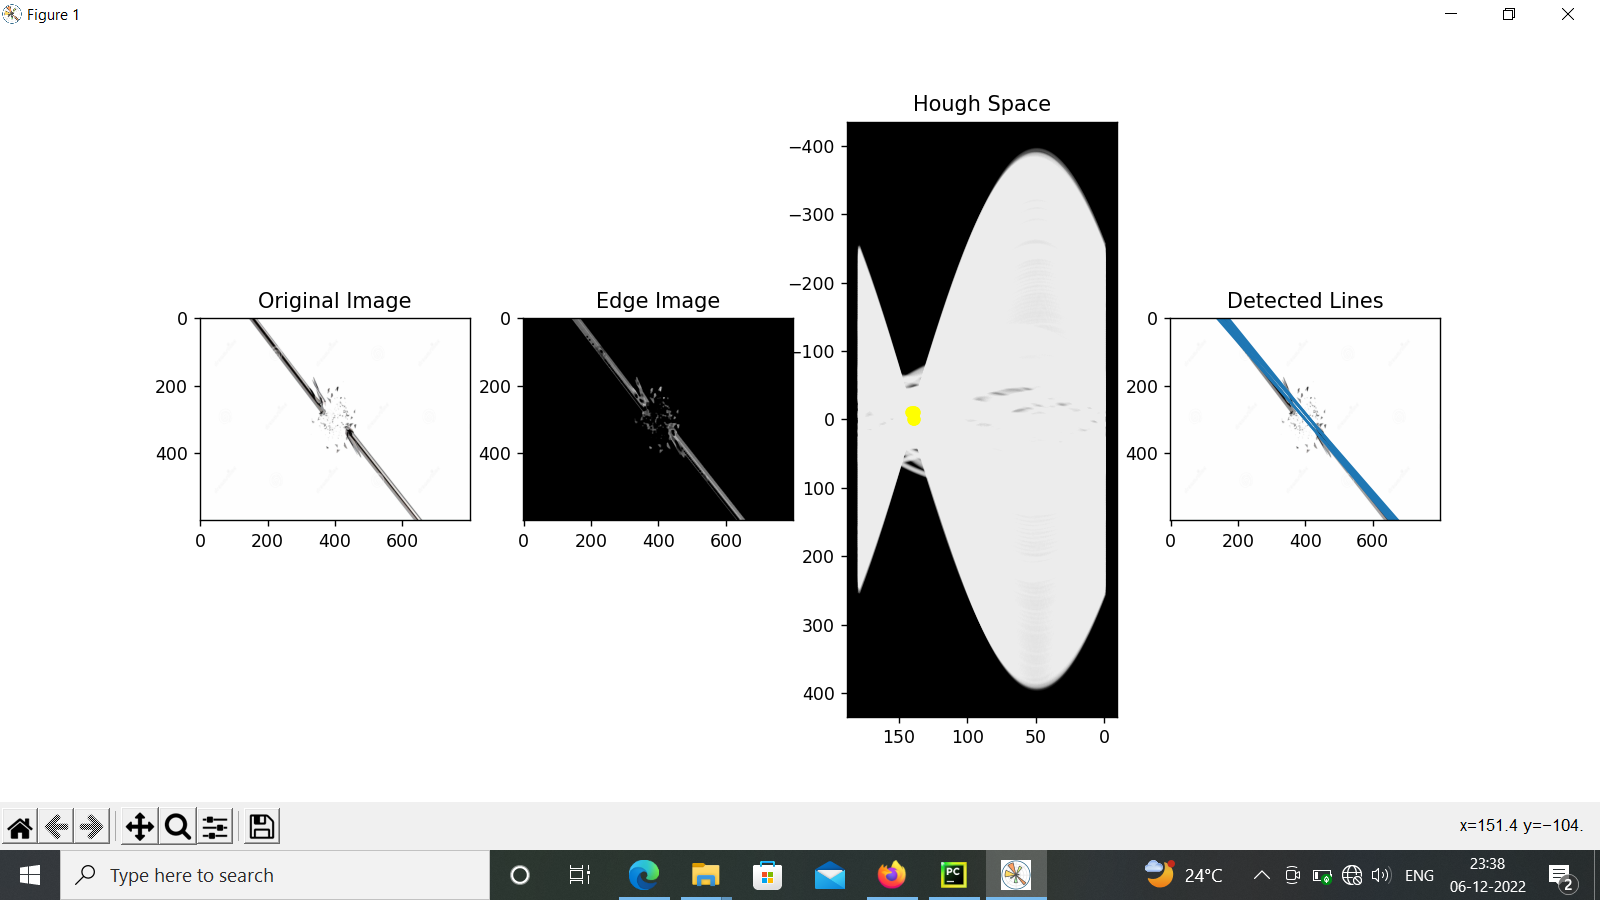 Figure 1
Hough Space
−400
−300
−200
−100
0
100
200
300
400
150 100 50 0
Original Image
0
200
400
0 200 400 600
Edge Image
0
200
400
0 200 400 600
Detected Lines
0
200
400
0 200 400 600
x=151.4 y=−104.
Type here to search
PC
24°C
ENG
23:38
06-12-2022
2